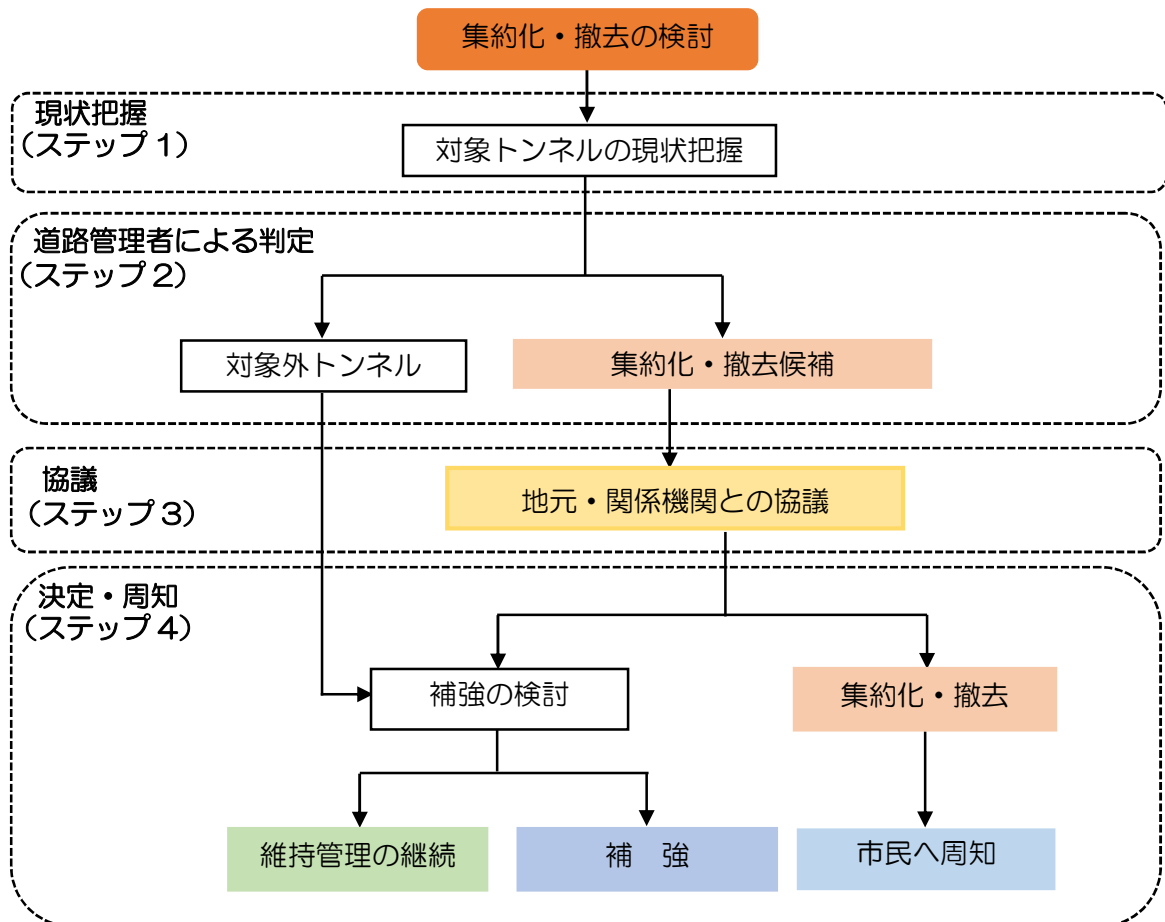 集約化・撤去の検討
現状把握
（ステップ１）
対象トンネルの現状把握
道路管理者による判定
（ステップ２）
対象外トンネル
集約化・撤去候補
協議
（ステップ３）
地元・関係機関との協議
決定・周知
（ステップ４）
補強の検討
集約化・撤去
維持管理の継続
補　強
市民へ周知